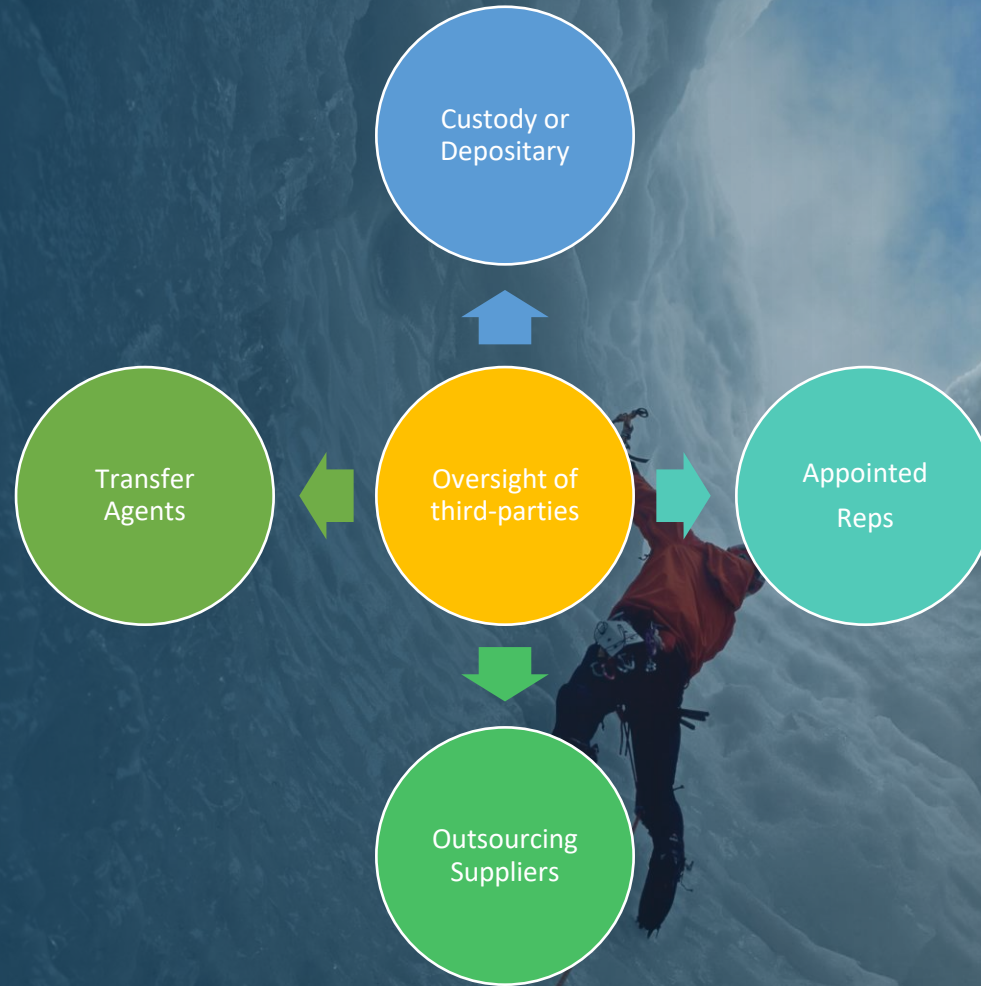 Custody or
Depositary
Transfer
Agents
Oversight of
third-parties
Appointed
Reps
Outsourcing
Suppliers